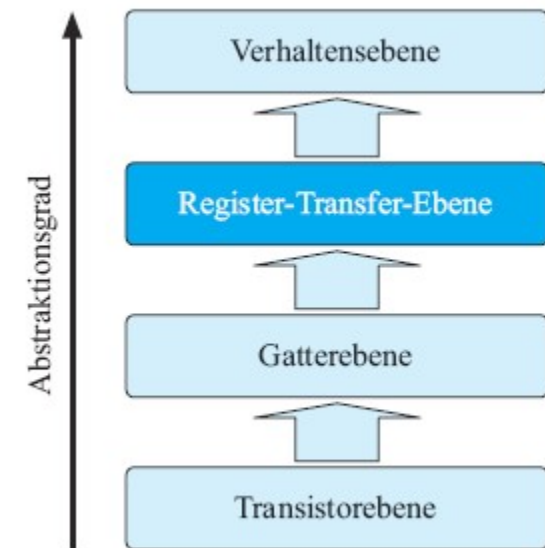 Verhaltensebene
Register-Transfer-Ebene
Gatterebene
Transistorebene
Abstraktionsgrad